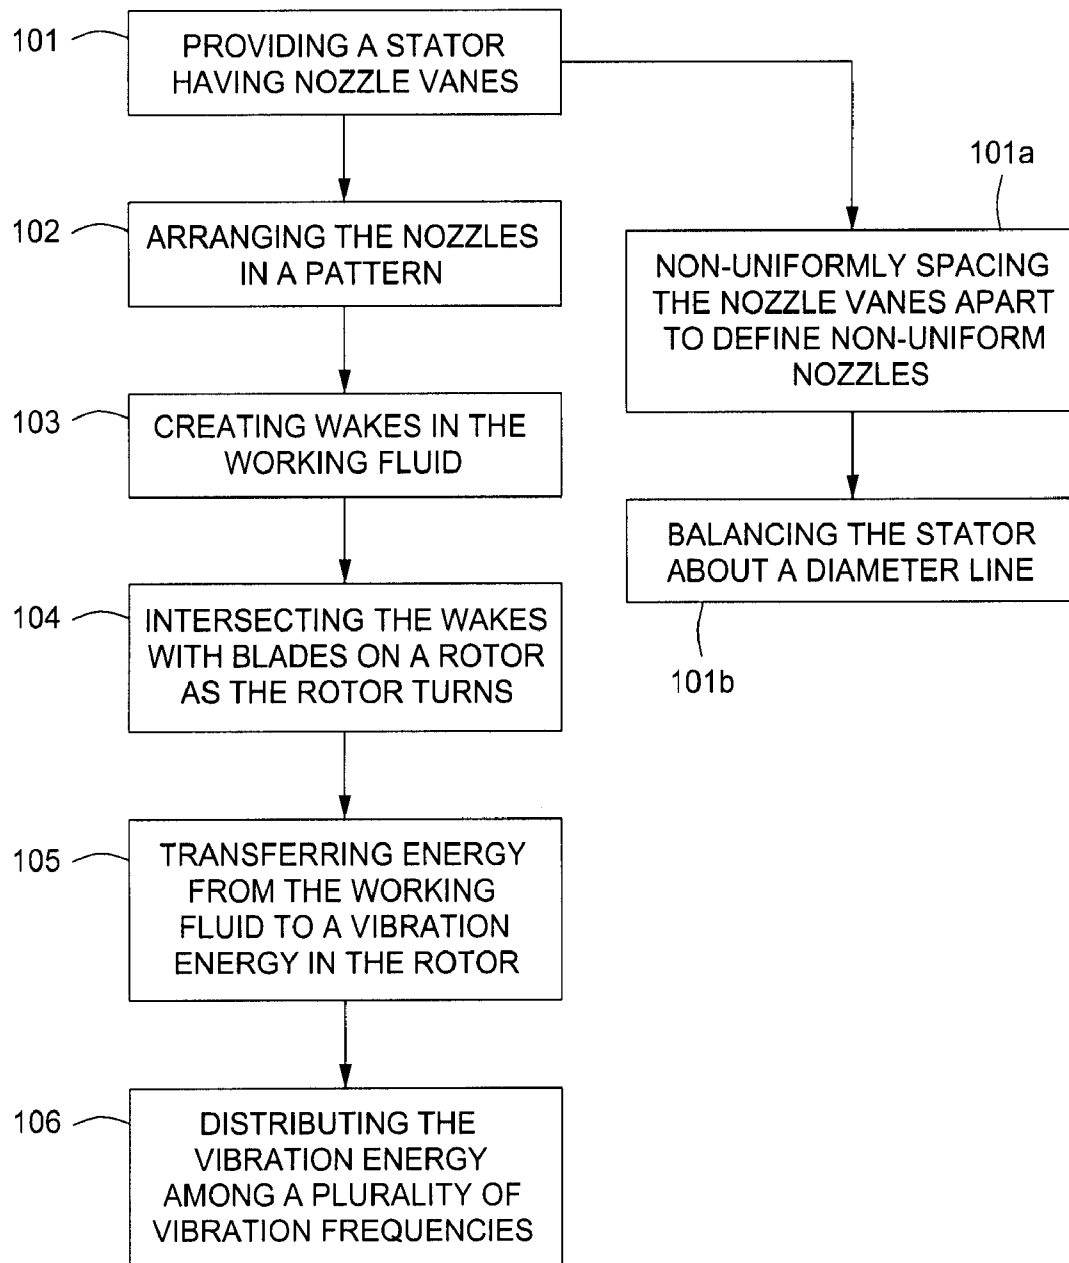 101
PROVIDING A STATOR
HAVING NOZZLE VANES
102
ARRANGING THE NOZZLES
IN A PATTERN
103
CREATING WAKES IN THE
WORKING FLUID
104
INTERSECTING THE WAKES
WITH BLADES ON A ROTOR
AS THE ROTOR TURNS
105
TRANSFERRING ENERGY
FROM THE WORKING
FLUID TO A VIBRATION
ENERGY IN THE ROTOR
106
DISTRIBUTING THE
VIBRATION ENERGY
AMONG A PLURALITY OF
VIBRATION FREQUENCIES
101a
NON-UNIFORMLY SPACING
THE NOZZLE VANES APART
TO DEFINE NON-UNIFORM
NOZZLES
BALANCING THE STATOR
ABOUT A DIAMETER LINE
101b